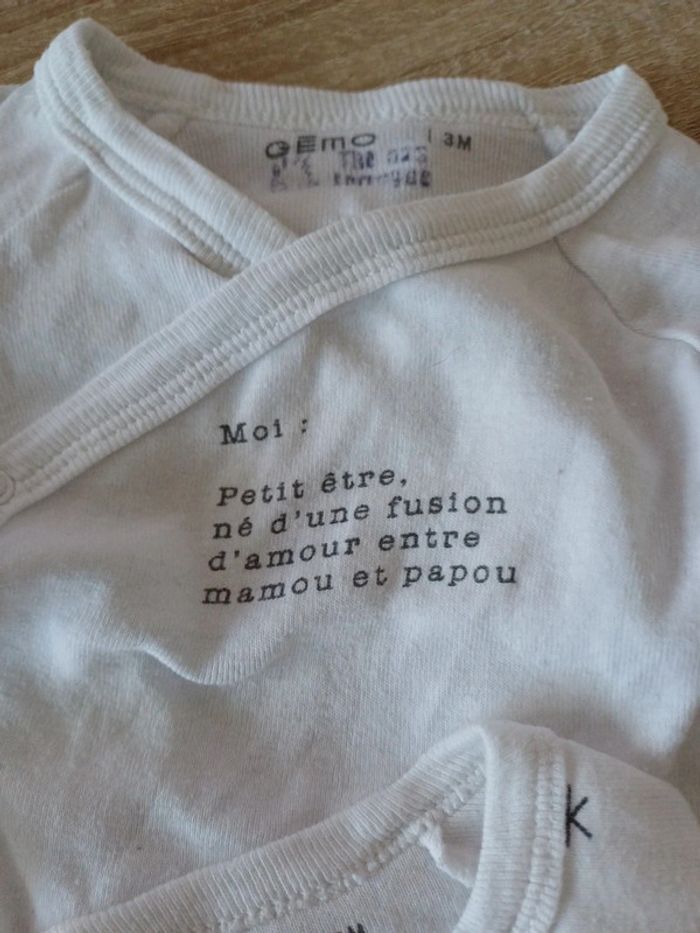 GEMO 3M
Moi :
Petit être,
né d'une fusion
d'amour entre
mamou et papou
K